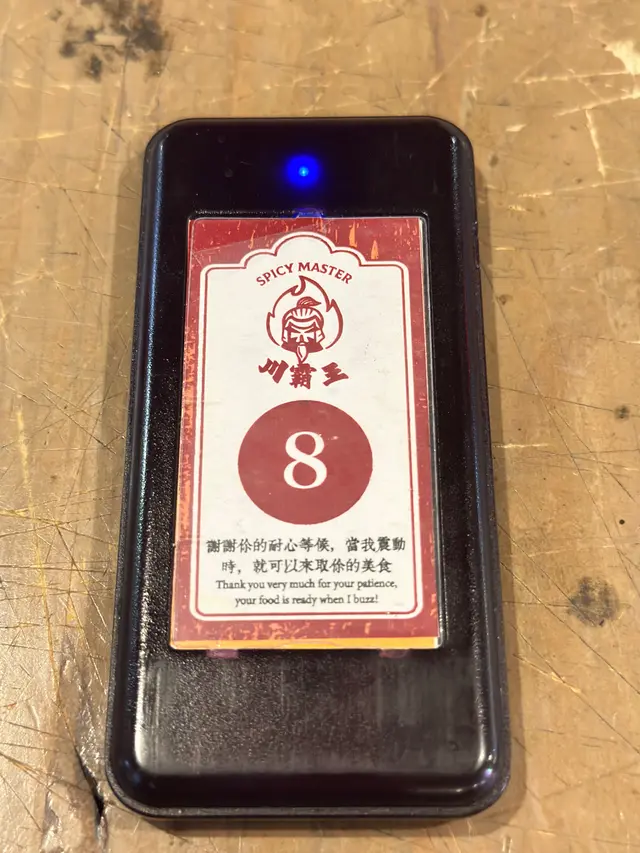 SPICY MASTER
川霸王
8
謝謝你的耐心等候，當我震動
時，就可以來取你的美食
Thank you very much for your patience,
your food is ready when I buzz!